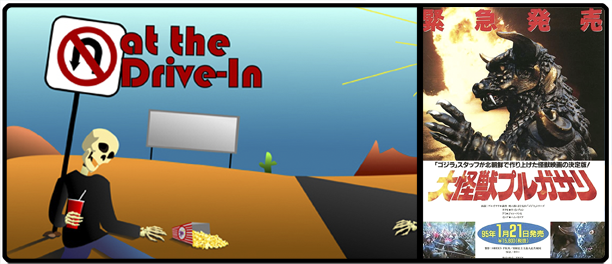 at the
Drive-In
緊急発売
「ゴジラ」スタッフが北朝鮮で作り上げた怪獣映画の決定版!
大怪獣プルガサリ
95年1月21日発売